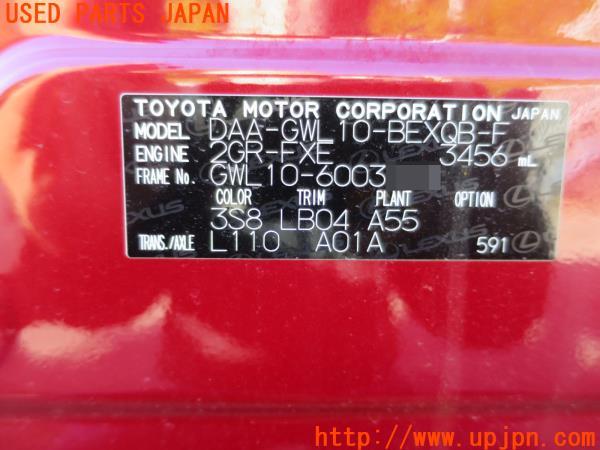 USED PARTS JAPAN
TOYOTA MOTOR CORPORATION JAPAN
MODEL DAA-GWL10-BEXQB-F
ENGINE 2GR-FXE 3456 mL
FRAME No. GWL10-6003
COLOR TRIM PLANT OPTION
3S8 LB04 A55
TRANS./AXLE L110 A01A 591
LEXUS
http://www.upjpn.com/